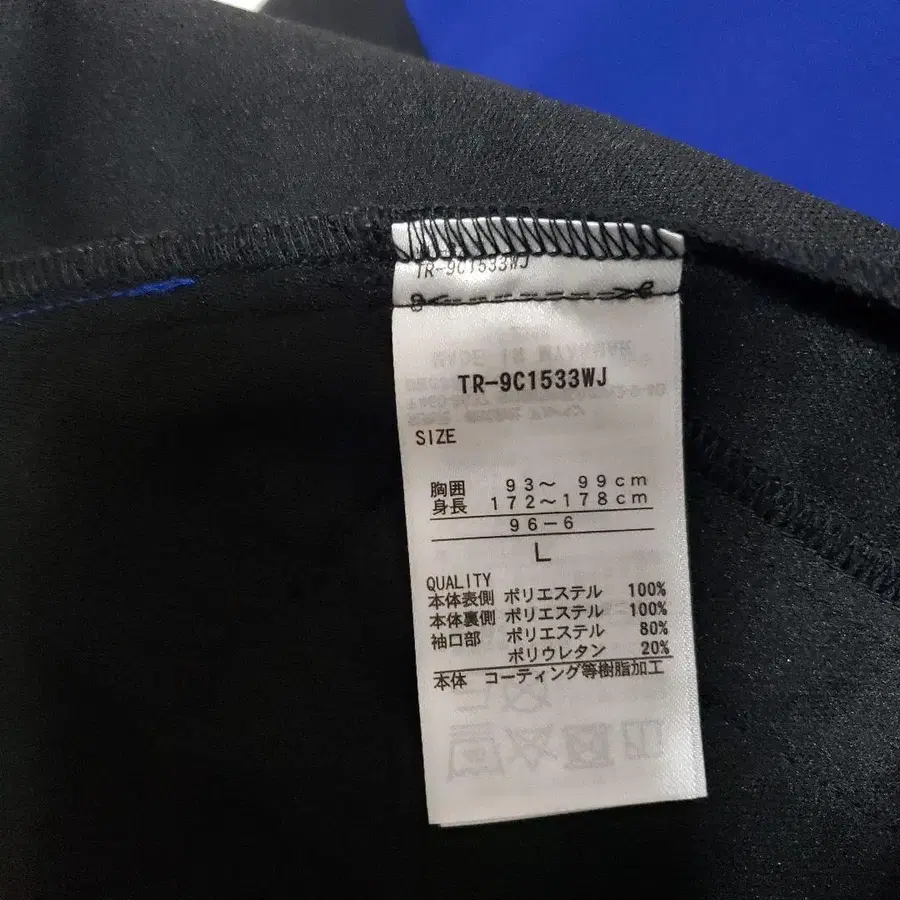 TR-9C1533WJ
TR-9C1533WJ
SIZE
胸囲 93～ 99cm
身長 172～178cm
96-6
L
QUALITY
本体表側 ポリエステル 100%
本体裏側 ポリエステル 100%
袖口部 ポリエステル 80%
ポリウレタン 20%
本体 コーティング等樹脂加工